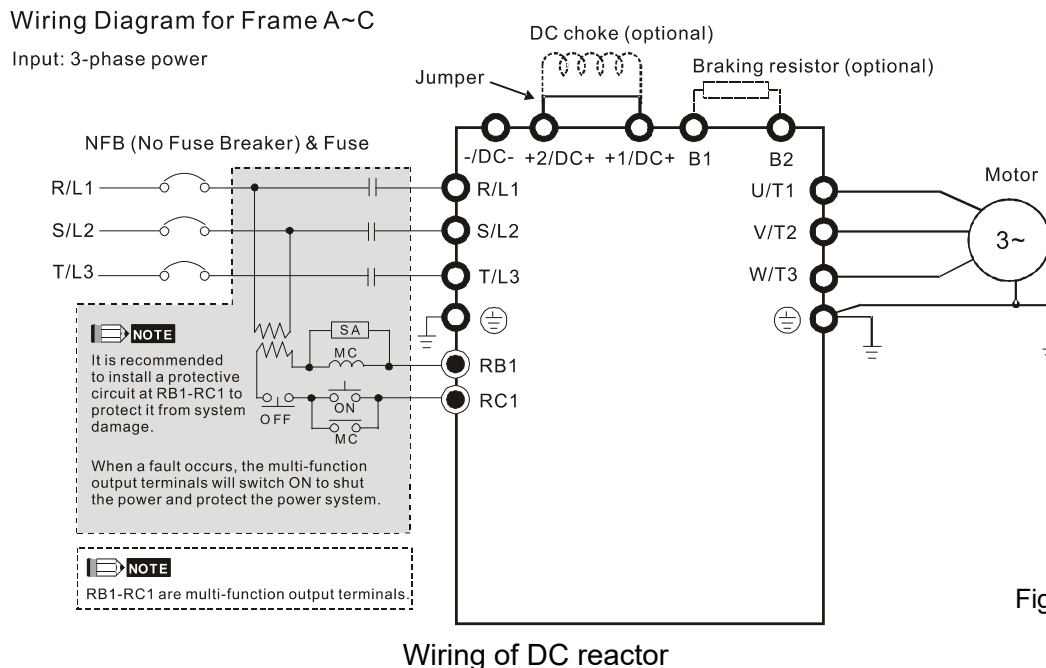 Wiring Diagram for Frame A~C
Input: 3-phase power
DC choke (optional)
Jumper
Braking resistor (optional)
NFB (No Fuse Breaker) & Fuse
-/DC- +2/DC+ +1/DC+ B1 B2
Motor
R/L1
R/L1
U/T1
S/L2
S/L2
V/T2
3~
T/L3
T/L3
W/T3
NOTE
It is recommended
to install a protective
circuit at RB1-RC1 to
protect it from system
damage.
SA
MC
RB1
OFF
ON
MC
RC1
When a fault occurs, the multi-function
output terminals will switch ON to shut
the power and protect the power system.
NOTE
RB1-RC1 are multi-function output terminals.
Fig
Wiring of DC reactor